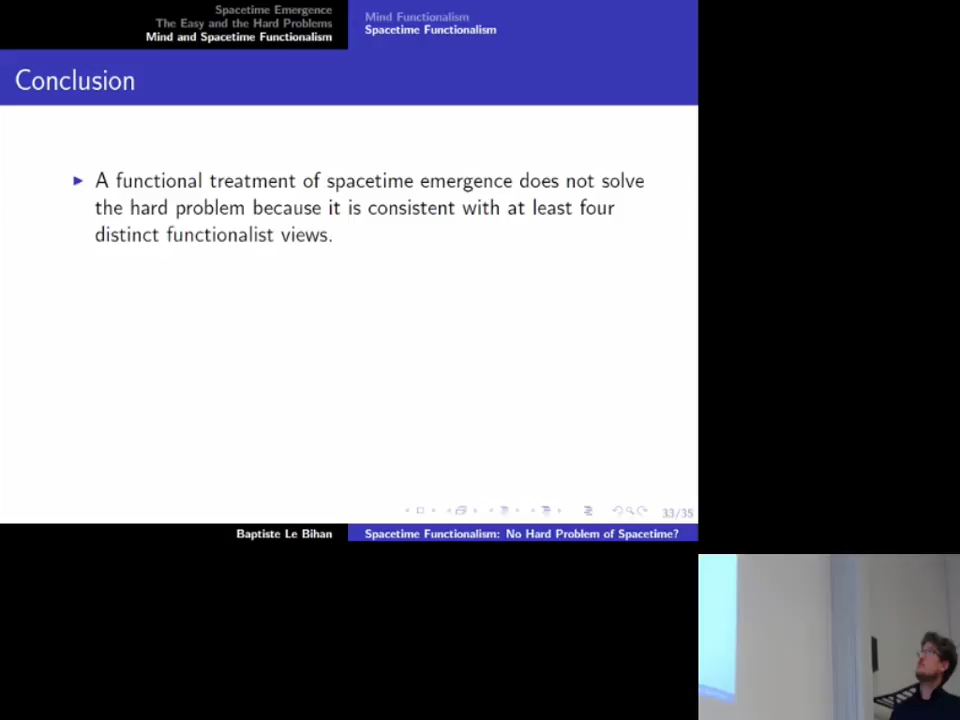 Spacetime Emergence
The Easy and the Hard Problems
Mind and Spacetime Functionalism
Mind Functionalism
Spacetime Functionalism
Conclusion
A functional treatment of spacetime emergence does not solve
the hard problem because it is consistent with at least four
distinct functionalist views.
33/35
Baptiste Le Bihan
Spacetime Functionalism: No Hard Problem of Spacetime?